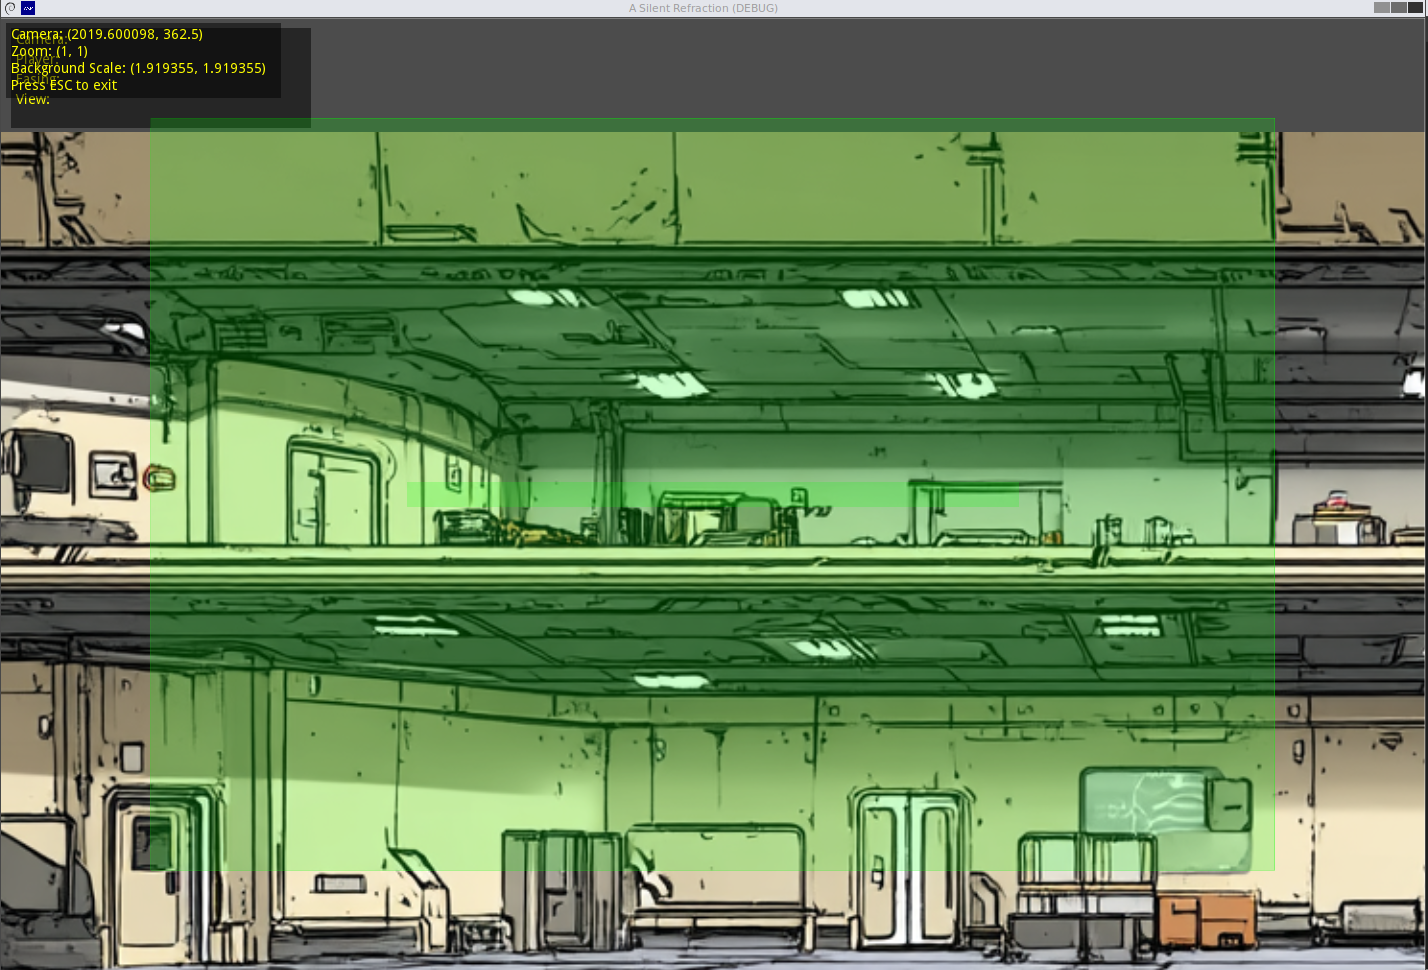 A Silent Refraction (DEBUG)
Camera: (2019.600098, 362.5)
Camera:
Zoom: (1, 1)
Player:
Background Scale: (1.919355, 1.919355)
Easing:
Press ESC to exit
View: